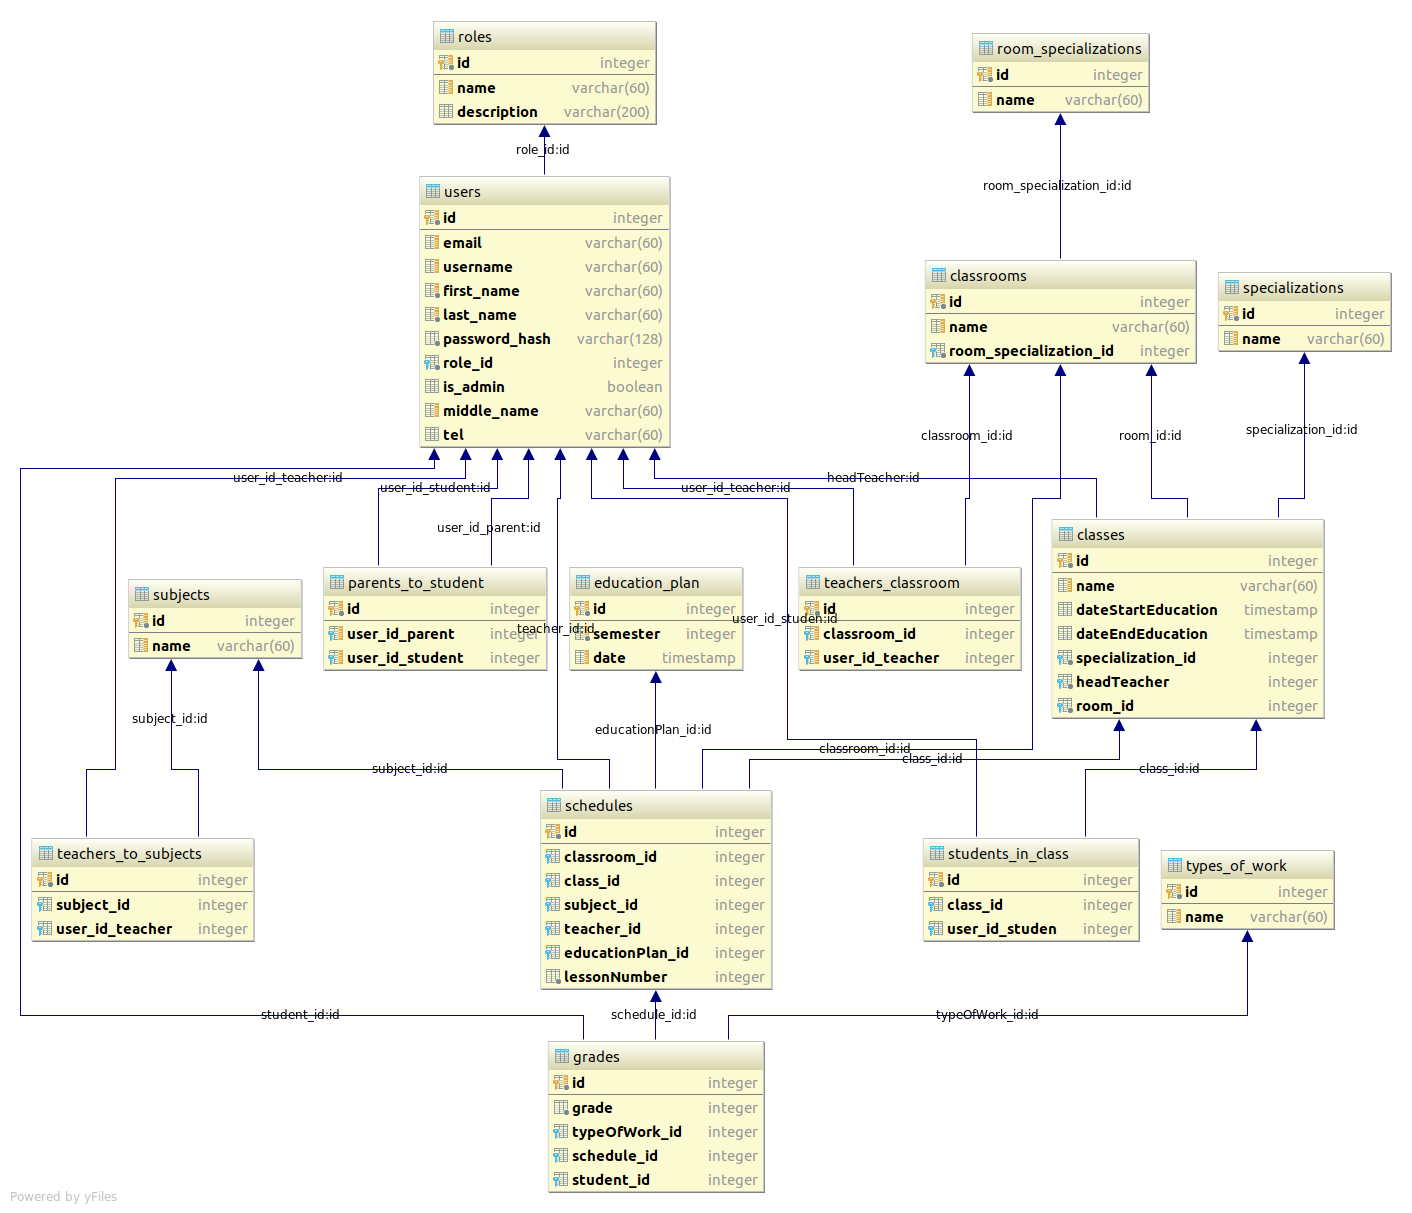 roles
id integer
name varchar(60)
description varchar(200)
room_specializations
id integer
name varchar(60)
role_id:id
room_specialization_id:id
users
id integer
email varchar(60)
username varchar(60)
first_name varchar(60)
last_name varchar(60)
password_hash varchar(128)
role_id integer
is_admin boolean
middle_name varchar(60)
tel varchar(60)
classrooms
id integer
name varchar(60)
room_specialization_id integer
specializations
id integer
name varchar(60)
classroom_id:id
room_id:id
specialization_id:id
user_id_teacher:id
user_id_student:id
user_id_parent:id
user_id_teacher:id
headTeacher:id
subjects
id integer
name varchar(60)
parents_to_student
id integer
user_id_parent integer
user_id_student integer
teacher_id:id
education_plan
id integer
semester integer
date timestamp
user_id_studen:id
teachers_classroom
id integer
classroom_id integer
user_id_teacher integer
classes
id integer
name varchar(60)
dateStartEducation timestamp
dateEndEducation timestamp
specialization_id integer
headTeacher integer
room_id integer
subject_id:id
educationPlan_id:id
subject_id:id
classroom_id:id
class_id:id
class_id:id
teachers_to_subjects
id integer
subject_id integer
user_id_teacher integer
schedules
id integer
classroom_id integer
class_id integer
subject_id integer
teacher_id integer
educationPlan_id integer
lessonNumber integer
students_in_class
id integer
class_id integer
user_id_studen integer
types_of_work
id integer
name varchar(60)
student_id:id
schedule_id:id
typeOfWork_id:id
grades
id integer
grade integer
typeOfWork_id integer
schedule_id integer
student_id integer
Powered by yFiles